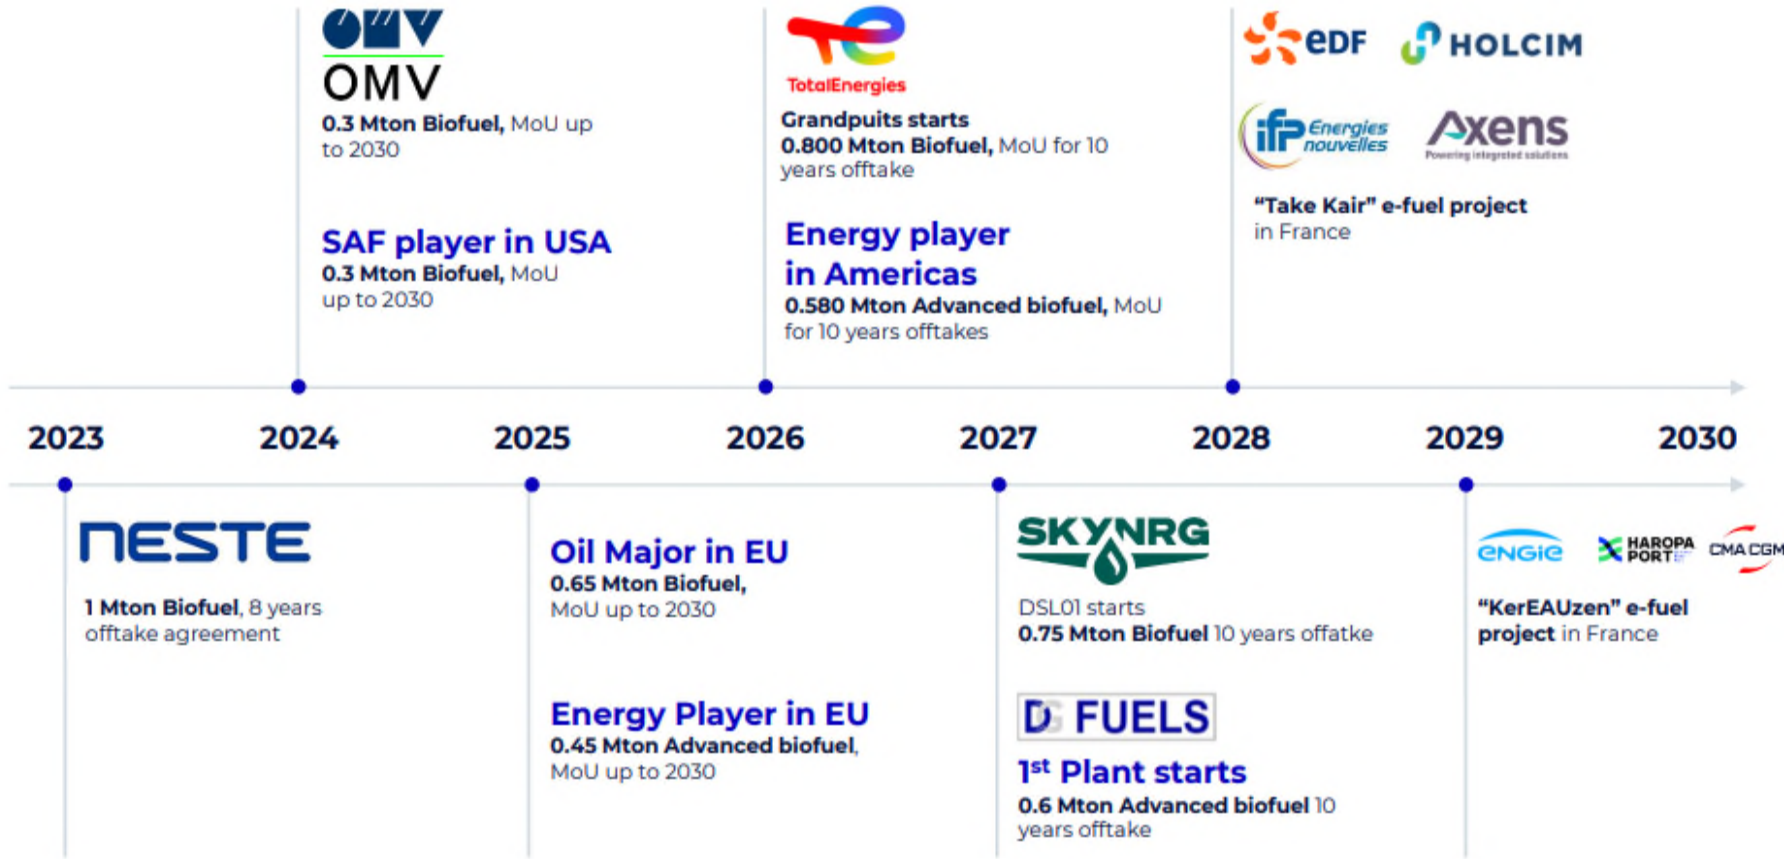 OMV
OMV
0.3 Mton Biofuel, MoU up
to 2030
SAF player in USA
0.3 Mton Biofuel, MoU
up to 2030
TotalEnergies
Grandpuits starts
0.800 Mton Biofuel, MoU for 10
years offtake
Energy player
in Americas
0.580 Mton Advanced biofuel, MoU
for 10 years offtakes
eDF
HOLCIM
ifP Energies
nouvelles
Axens
Powering integrated solutions
“Take Kair” e-fuel project
in France
2023 2024 2025 2026 2027 2028 2029 2030
NESTE
1 Mton Biofuel, 8 years
offtake agreement
Oil Major in EU
0.65 Mton Biofuel,
MoU up to 2030
Energy Player in EU
0.45 Mton Advanced biofuel,
MoU up to 2030
SKYNRG
DSL01 starts
0.75 Mton Biofuel 10 years offatke
DG FUELS
1st Plant starts
0.6 Mton Advanced biofuel 10
years offtake
ENGIE
HAROPA
PORT
CMA CGM
“KerEAUzen” e-fuel
project in France